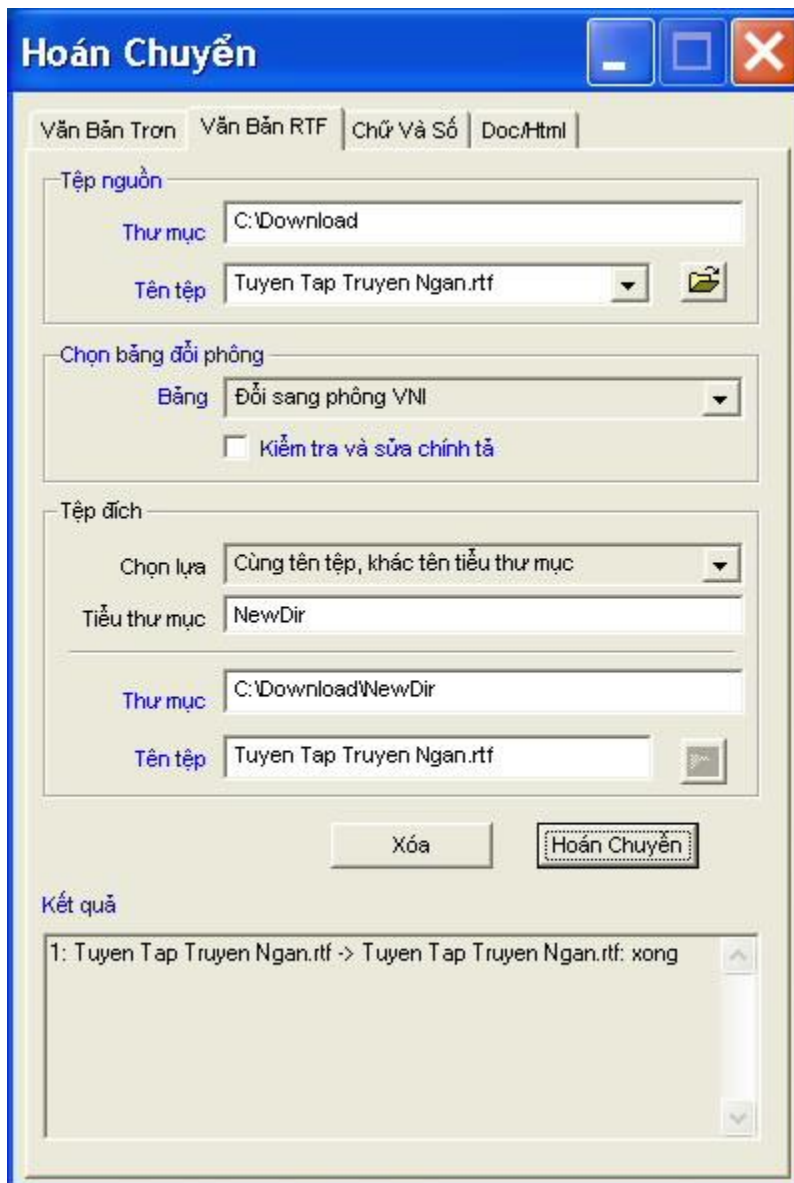 Hoán Chuyển
Văn Bản Trơn Văn Bản RTF Chữ Và Số Doc/Html
Tệp nguồn
Thư mục C:\Download
Tên tệp Tuyen Tap Truyen Ngan.rtf
Chọn bảng đổi phông
Bảng Đổi sang phông VNI
Kiểm tra và sửa chính tả
Tệp đích
Chọn lựa Cùng tên tệp, khác tên tiểu thư mục
Tiểu thư mục NewDir
Thư mục C:\Download\NewDir
Tên tệp Tuyen Tap Truyen Ngan.rtf
Xóa Hoán Chuyển
Kết quả
1: Tuyen Tap Truyen Ngan.rtf -> Tuyen Tap Truyen Ngan.rtf: xong